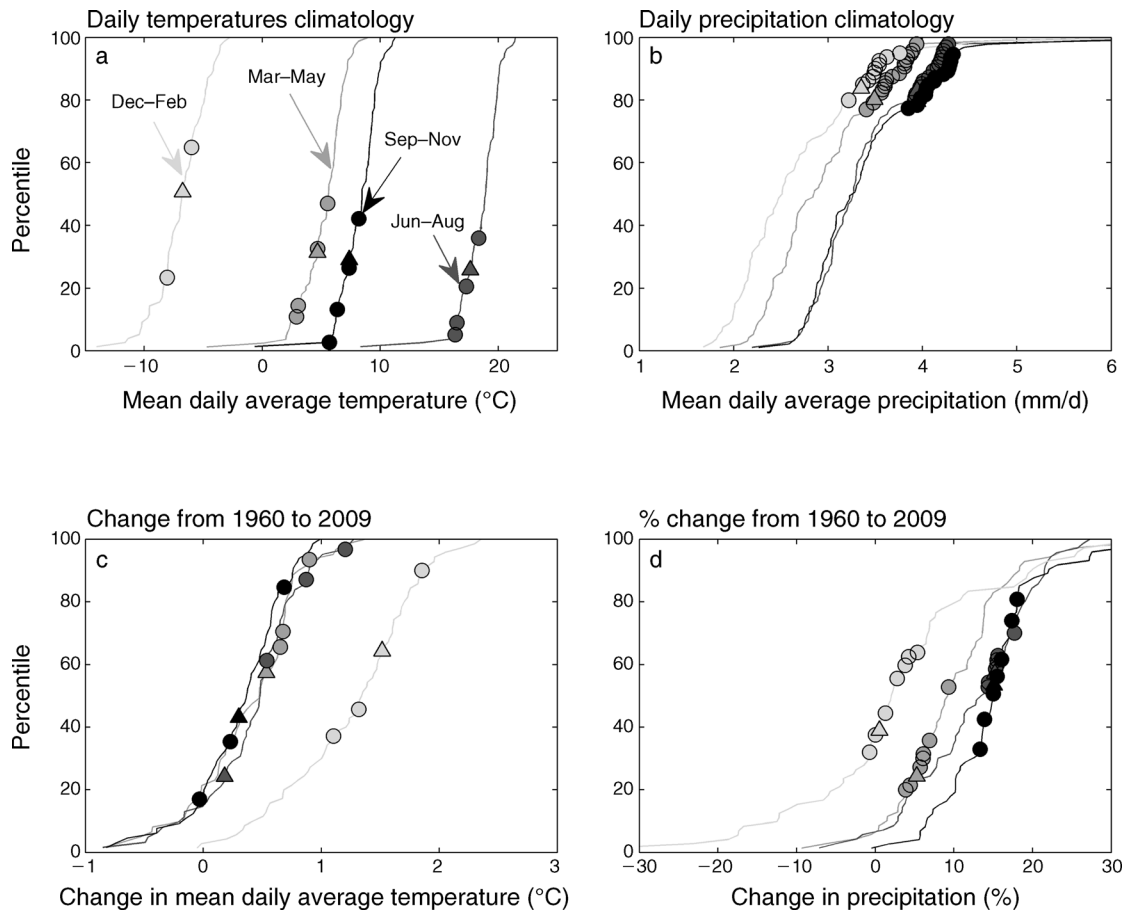 Daily temperatures climatology
Daily precipitation climatology
100
80
60
40
20
0
Percentile
a
Dec–Feb
Mar–May
Sep–Nov
Jun–Aug
−10
0
10
20
Mean daily average temperature (°C)
100
80
60
40
20
0
b
1
2
3
4
5
6
Mean daily average precipitation (mm/d)
Change from 1960 to 2009
% change from 1960 to 2009
100
80
60
40
20
0
Percentile
c
−1
0
1
2
3
Change in mean daily average temperature (°C)
100
80
60
40
20
0
d
−30
−20
−10
0
10
20
30
Change in precipitation (%)